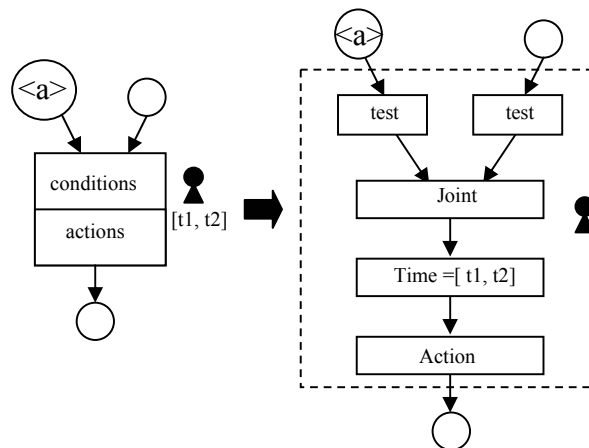 <a>
conditions
actions
[t1, t2]
<a>
test
test
Joint
Time =[ t1, t2]
Action